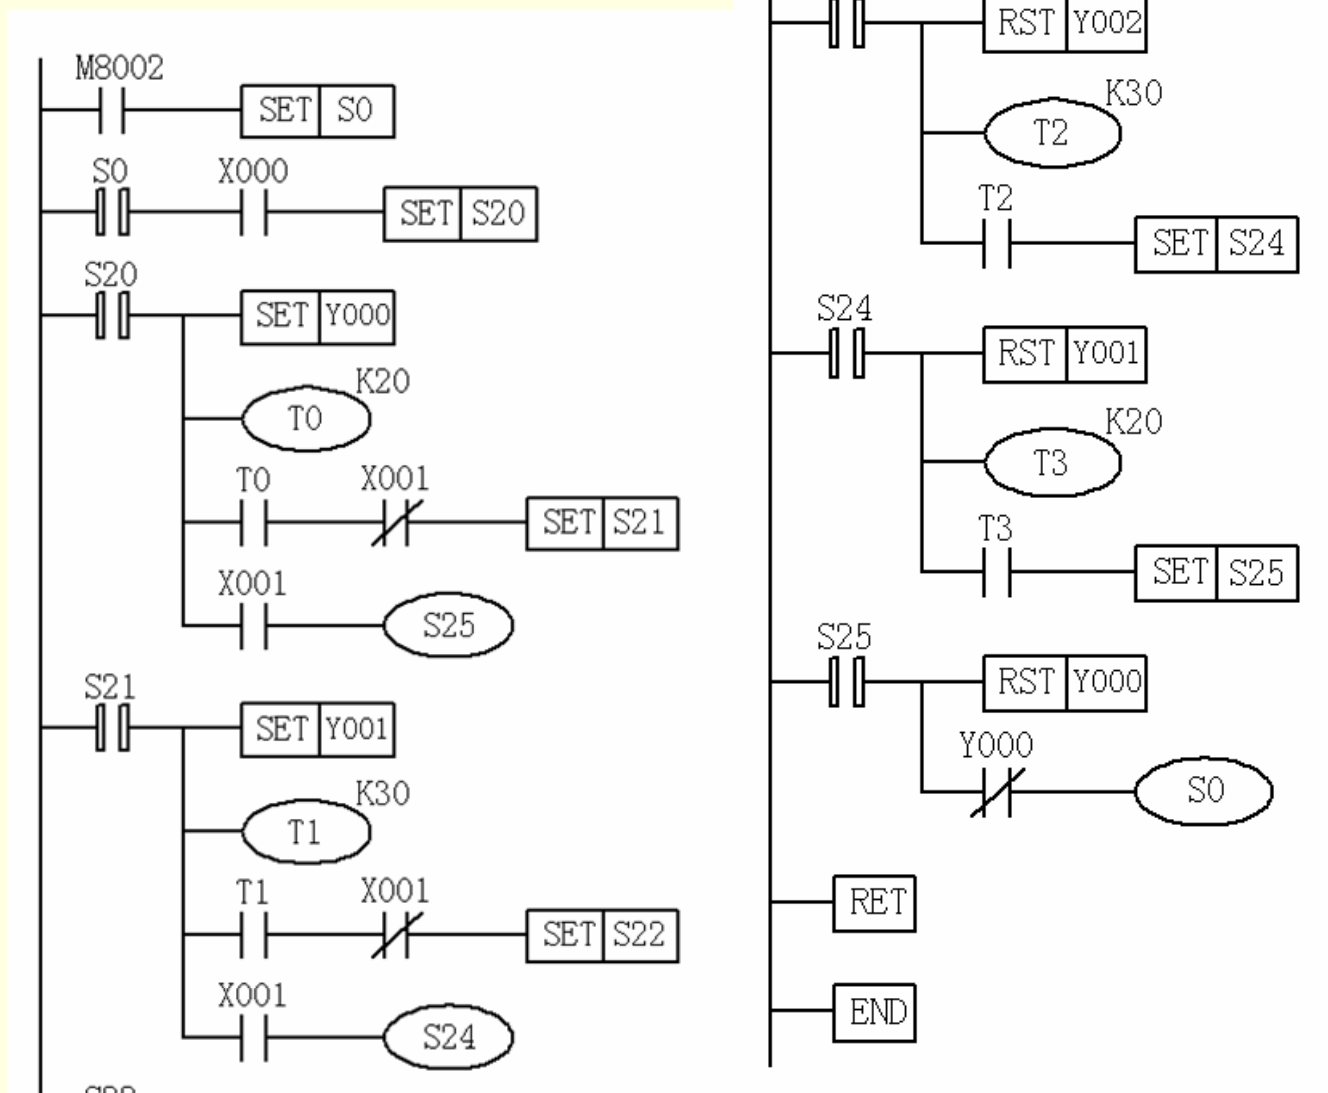 M8002
SET S0
S0 X000
SET S20
S20
SET Y000
K20
T0
T0 X001
SET S21
X001
S25
S21
SET Y001
K30
T1
T1 X001
SET S22
X001
S24
RST Y002
K30
T2
T2
SET S24
S24
RST Y001
K20
T3
T3
SET S25
S25
RST Y000
Y000
S0
RET
END